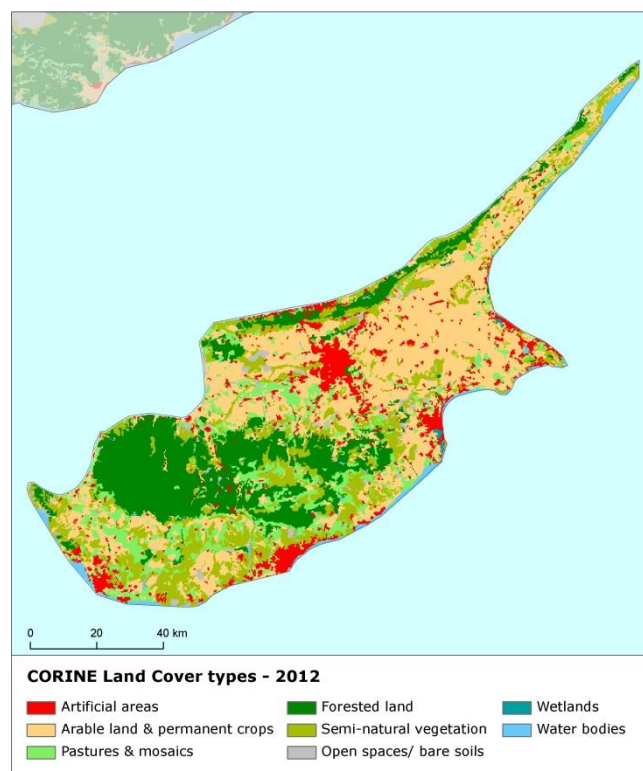 0 20 40 km
CORINE Land Cover types - 2012
Artificial areas
Arable land & permanent crops
Pastures & mosaics
Forested land
Semi-natural vegetation
Open spaces/ bare soils
Wetlands
Water bodies